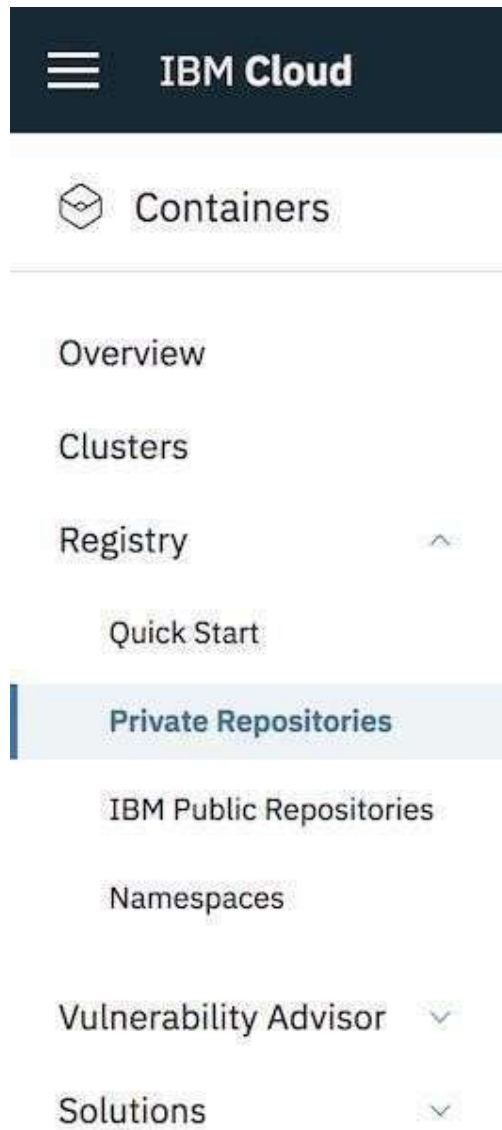 IBM Cloud
Containers
Overview
Clusters
Registry
Quick Start
Private Repositories
IBM Public Repositories
Namespaces
Vulnerability Advisor
Solutions